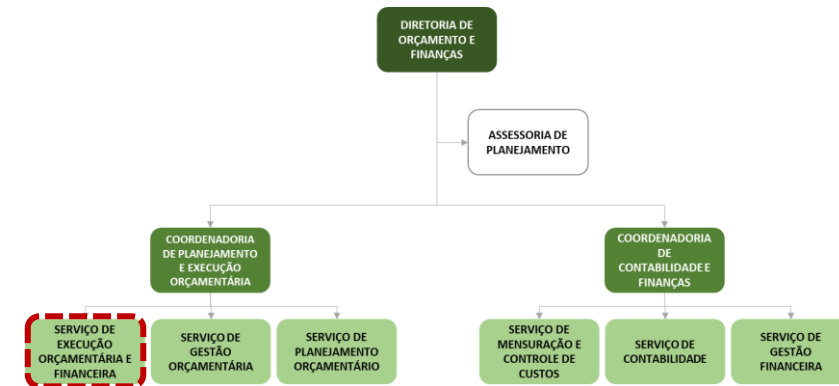 DIRETORIA DE
ORÇAMENTO E
FINANÇAS
ASSESSORIA DE
PLANEJAMENTO
COORDENADORIA
DE PLANEJAMENTO
E EXECUÇÃO
ORÇAMENTÁRIA
COORDENADORIA
DE
CONTABILIDADE E
FINANÇAS
SERVIÇO DE
EXECUÇÃO
ORÇAMENTÁRIA E
FINANCEIRA
SERVIÇO DE
GESTÃO
ORÇAMENTÁRIA
SERVIÇO DE
PLANEJAMENTO
ORÇAMENTÁRIO
SERVIÇO DE
MENSURAÇÃO E
CONTROLE DE
CUSTOS
SERVIÇO DE
CONTABILIDADE
SERVIÇO DE
GESTÃO
FINANCEIRA